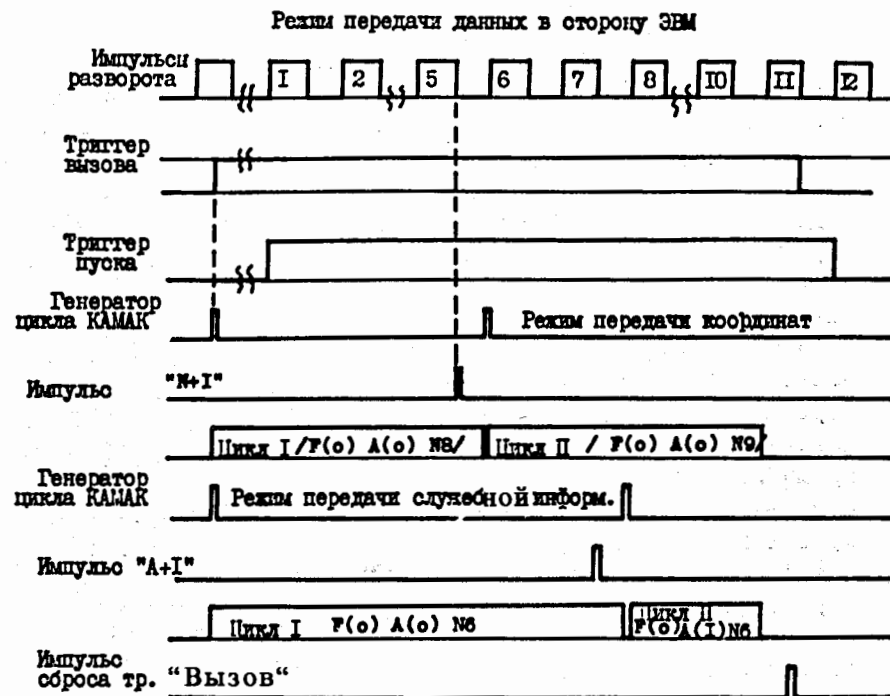 Режим передачи данных в сторону ЭВМ
Импульсы разворота
I 2 5 6 7 8 IO II I2
Триггер
вызова
Триггер
пуска
Генератор
цикла КАМАК
Режим передачи координат
Импульс "N+I"
Цикл I /F(o) A(o) N8/ Цикл II / F(o) A(o) N9/
Генератор
цикла КАМАК
Режим передачи служебной информ.
Импульс "A+I"
Цикл I F(o) A(o) N6
Цикл II
F(o)A(I)N6
Импульс
сброса тр. “Вызов“